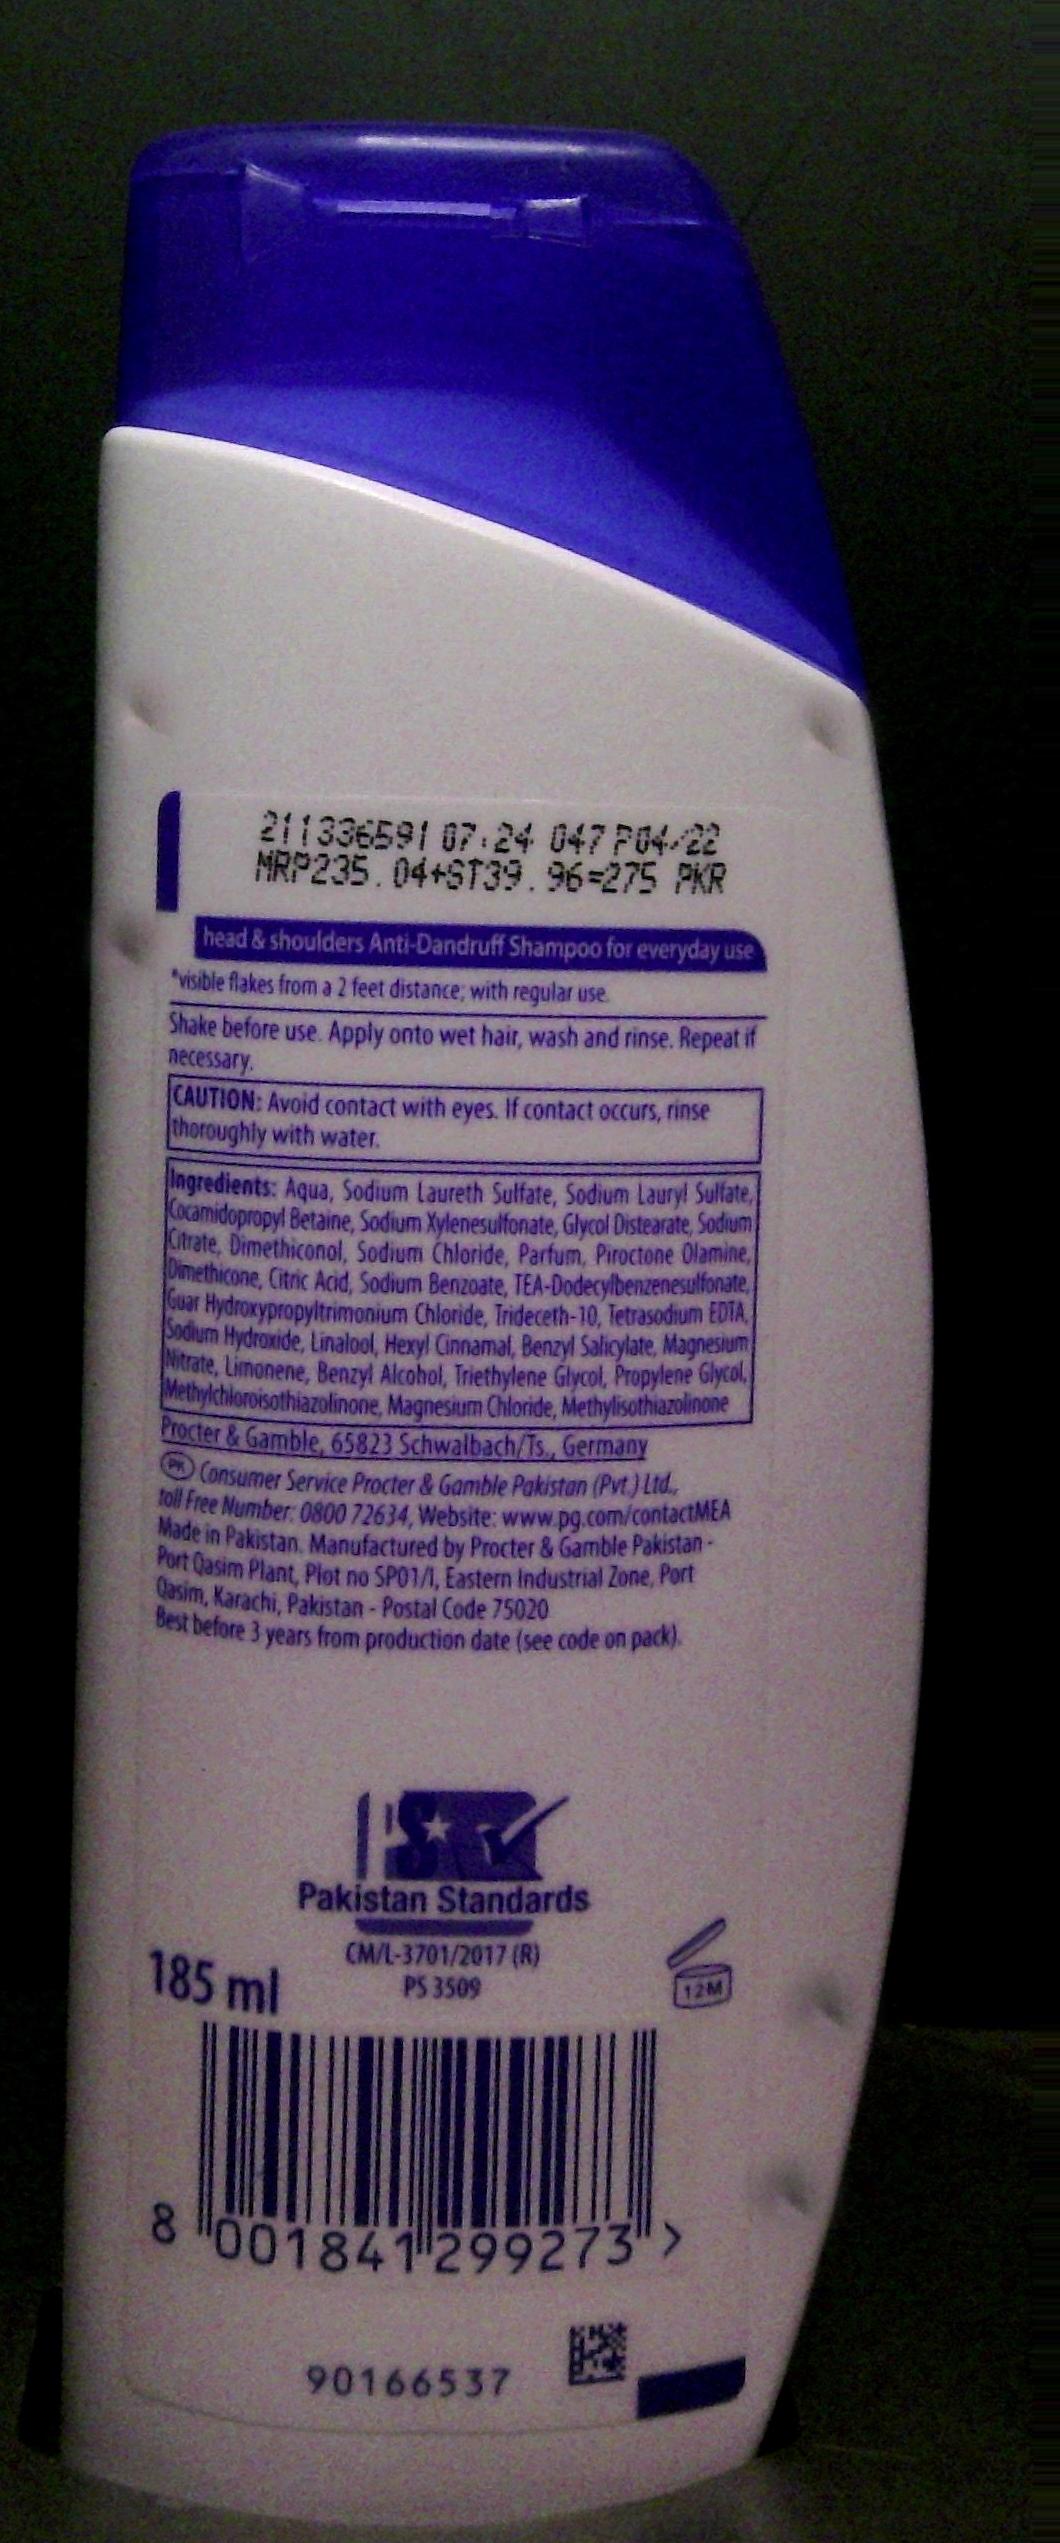 211336591 07:24 047 P04/22
MRP235.04+ST39.96=275 PKR
head & shoulders Anti-Dandruff Shampoo for everyday use
*visible flakes from a 2 feet distance; with regular use.
Shake before use. Apply onto wet hair, wash and rinse. Repeat if
necessary.
CAUTION: Avoid contact with eyes. If contact occurs, rinse
thoroughly with water.
Ingredients: Aqua, Sodium Laureth Sulfate, Sodium Lauryl Sulfate,
Cocamidopropyl Betaine, Sodium Xylenesulfonate, Glycol Distearate, Sodium
Citrate, Dimethiconol, Sodium Chloride, Parfum, Piroctone Olamine,
Dimethicone, Citric Acid, Sodium Benzoate, TEA-Dodecylbenzenesulfonate,
Guar Hydroxypropyltrimonium Chloride, Trideceth-10, Tetrasodium EDTA,
Sodium Hydroxide, Linalool, Hexyl Cinnamal, Benzyl Salicylate, Magnesium
Nitrate, Limonene, Benzyl Alcohol, Triethylene Glycol, Propylene Glycol,
Methylchloroisothiazolinone, Magnesium Chloride, Methylisothiazolinone
Procter & Gamble, 65823 Schwalbach/Ts., Germany
PK Consumer Service Procter & Gamble Pakistan (Pvt.) Ltd.,
toll Free Number: 0800 72634, Website: www.pg.com/contactMEA
Made in Pakistan. Manufactured by Procter & Gamble Pakistan -
Port Qasim Plant, Plot no SP01/I, Eastern Industrial Zone, Port
Qasim, Karachi, Pakistan - Postal Code 75020
Best before 3 years from production date (see code on pack).
PS
Pakistan Standards
CM/L-3701/2017 (R)
PS 3509
185 ml
12M
8 001841 299273 >
90166537